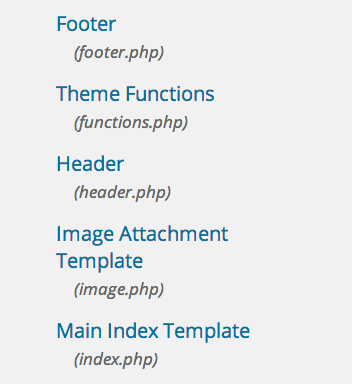 Footer
(footer.php)
Theme Functions
(functions.php)
Header
(header.php)
Image Attachment
Template
(image.php)
Main Index Template
(index.php)